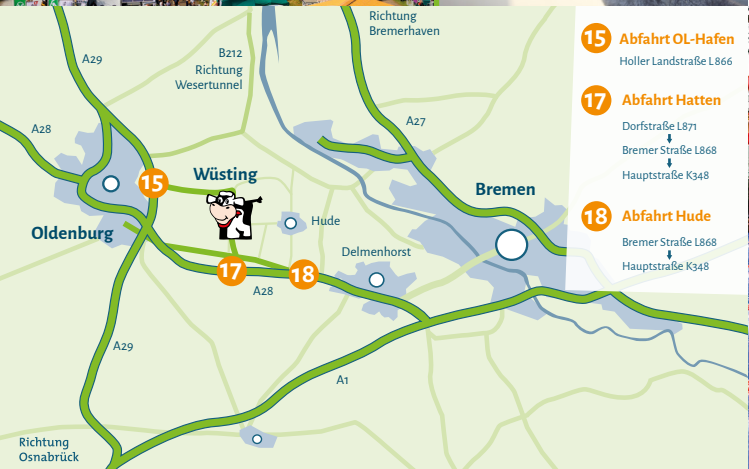 Richtung
Bremerhaven
A29
B212
Richtung
Wesertunnel
A28
A27
15
Wüsting
Bremen
Hude
Oldenburg
Delmenhorst
17
18
A28
A29
A1
Richtung
Osnabrück
15 Abfahrt OL-Hafen
Holler Landstraße L866
17 Abfahrt Hatten
Dorfstraße L871
Bremer Straße L868
Hauptstraße K348
18 Abfahrt Hude
Bremer Straße L868
Hauptstraße K348